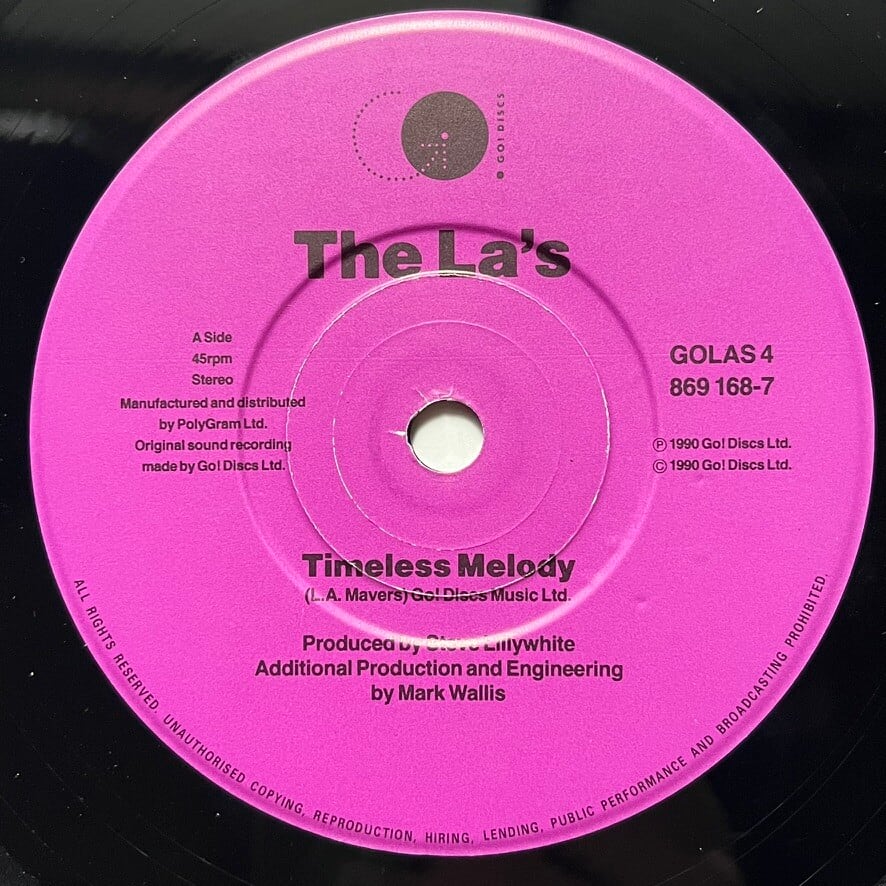 GO! DISCS
The La's
A Side
45rpm
Stereo
Manufactured and distributed
by PolyGram Ltd.
Original sound recording
made by Go! Discs Ltd.
GOLAS 4
869 168-7
℗ 1990 Go! Discs Ltd.
© 1990 Go! Discs Ltd.
Timeless Melody
(L.A. Mavers) Go! Discs Music Ltd.
Produced by Steve Lillywhite
Additional Production and Engineering
by Mark Wallis
ALL RIGHTS RESERVED. UNAUTHORISED COPYING, REPRODUCTION, HIRING, LENDING, PUBLIC PERFORMANCE AND BROADCASTING PROHIBITED.